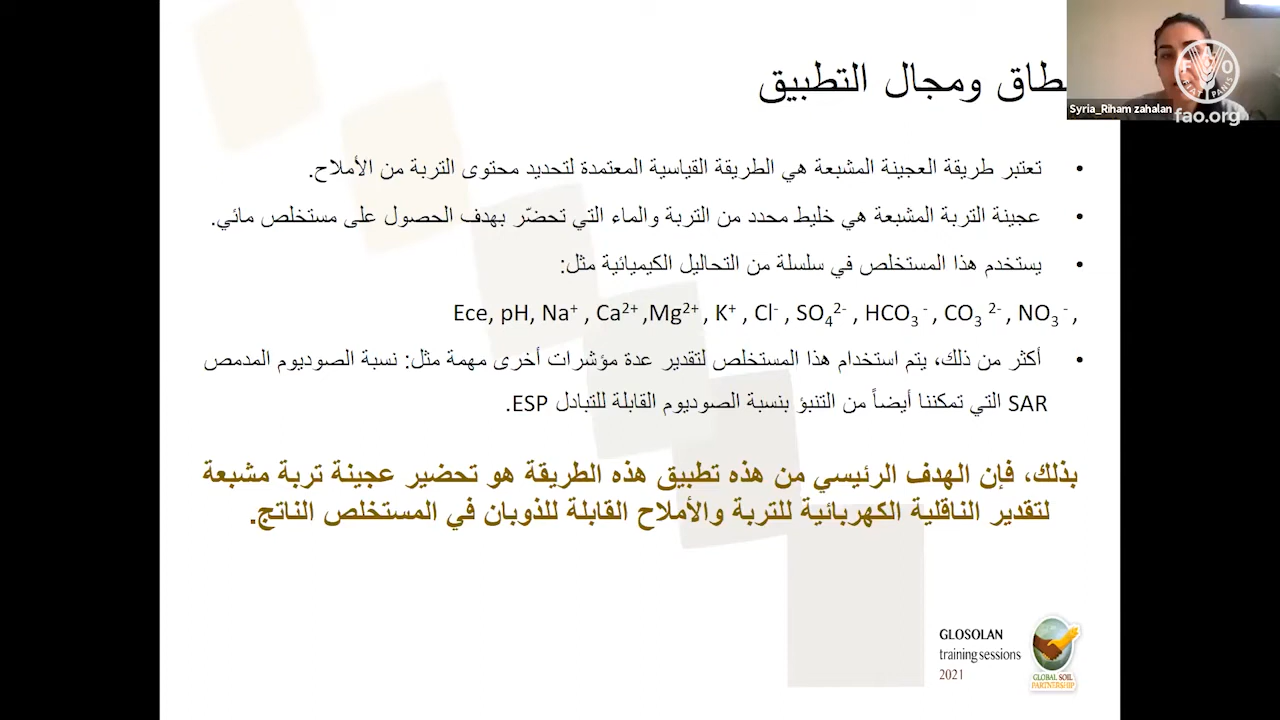 ومجال التطبيق
Syria_Riham zahalan
FAO
FIAT PANIS
fao.org
• تعتبر طريقة العجينة المشبعة هي الطريقة القياسية المعتمدة لتحديد محتوى التربة من الأملاح.
• عجينة التربة المشبعة هي خليط محدد من التربة والماء التي تحضّر بهدف الحصول على مستخلص مائي.
• يستخدم هذا المستخلص في سلسلة من التحاليل الكيميائية مثل:
Ece, pH, Na⁺ , Ca²⁺ ,Mg²⁺ , K⁺ , Cl⁻ , SO₄²⁻ , HCO₃ ⁻ , CO₃ ²⁻ , NO₃ ⁻ ,
• أكثر من ذلك، يتم استخدام هذا المستخلص لتقدير عدة مؤشرات أخرى مهمة مثل: نسبة الصوديوم المدمص
SAR التي تمكننا أيضاً من التنبؤ بنسبة الصوديوم القابلة للتبادل ESP.
بذلك، فإن الهدف الرئيسي من هذه تطبيق هذه الطريقة هو تحضير عجينة تربة مشبعة
لتقدير الناقلية الكهربائية للتربة والأملاح القابلة للذوبان في المستخلص الناتج.
GLOSOLAN
training sessions
2021
GLOBAL SOIL
PARTNERSHIP